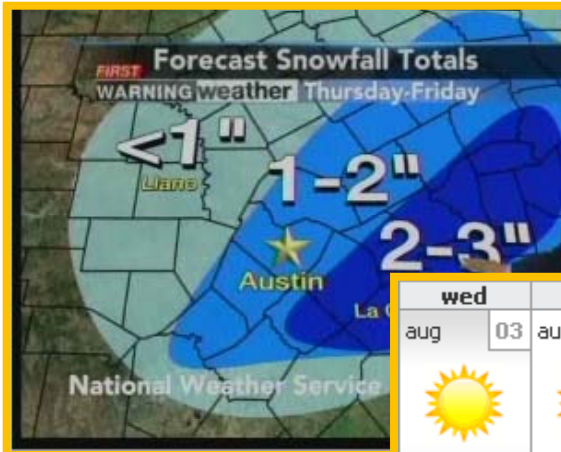 Forecast Snowfall Totals
FIRST
WARNING weather Thursday-Friday
<1"
Llano
1-2"
2-3"
Austin
La
National Weather Service
wed
aug 03